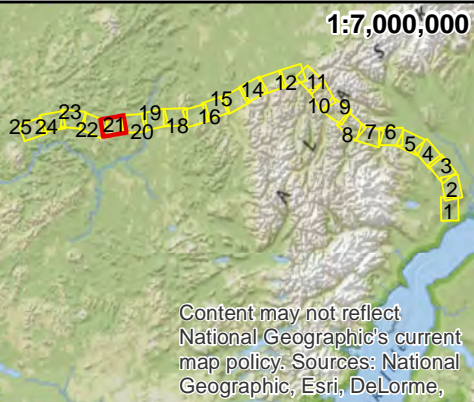 1:7,000,000
23
25 24 22 21 19
20 18 16 15 14 12 11
10 9
8 7 6 5
4
3
2
1
A
L
A
S
Content may not reflect
National Geographic's current
map policy. Sources: National
Geographic, Esri, DeLorme,